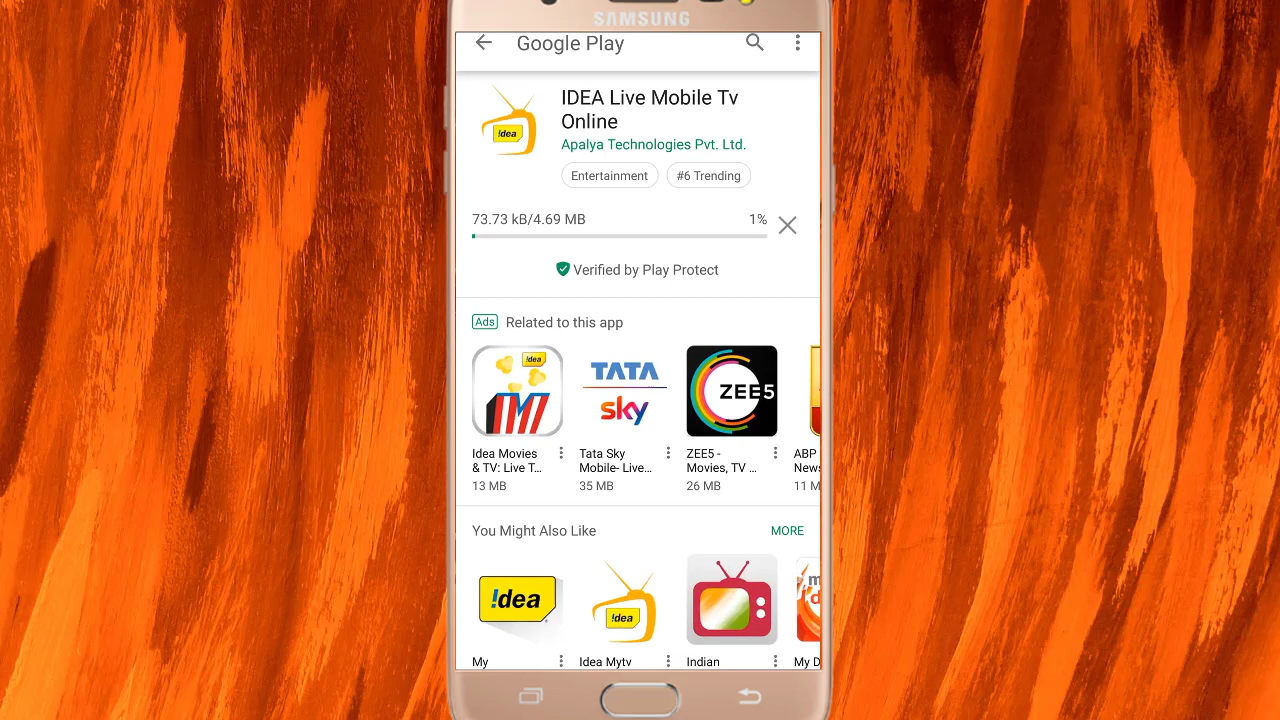 SAMSUNG
Google Play
IDEA Live Mobile Tv
Online
Apalya Technologies Pvt. Ltd.
Entertainment
#6 Trending
73.73 kB/4.69 MB
1%
Verified by Play Protect
Ads
Related to this app
!dea
!dea
TATA
sky
ZEE5
Idea Movies
& TV: Live T...
13 MB
Tata Sky
Mobile- Live...
35 MB
ZEE5 -
Movies, TV ...
26 MB
ABP
News
11 M
You Might Also Like
MORE
!dea
!dea
My
Idea Mytv
Indian
My D